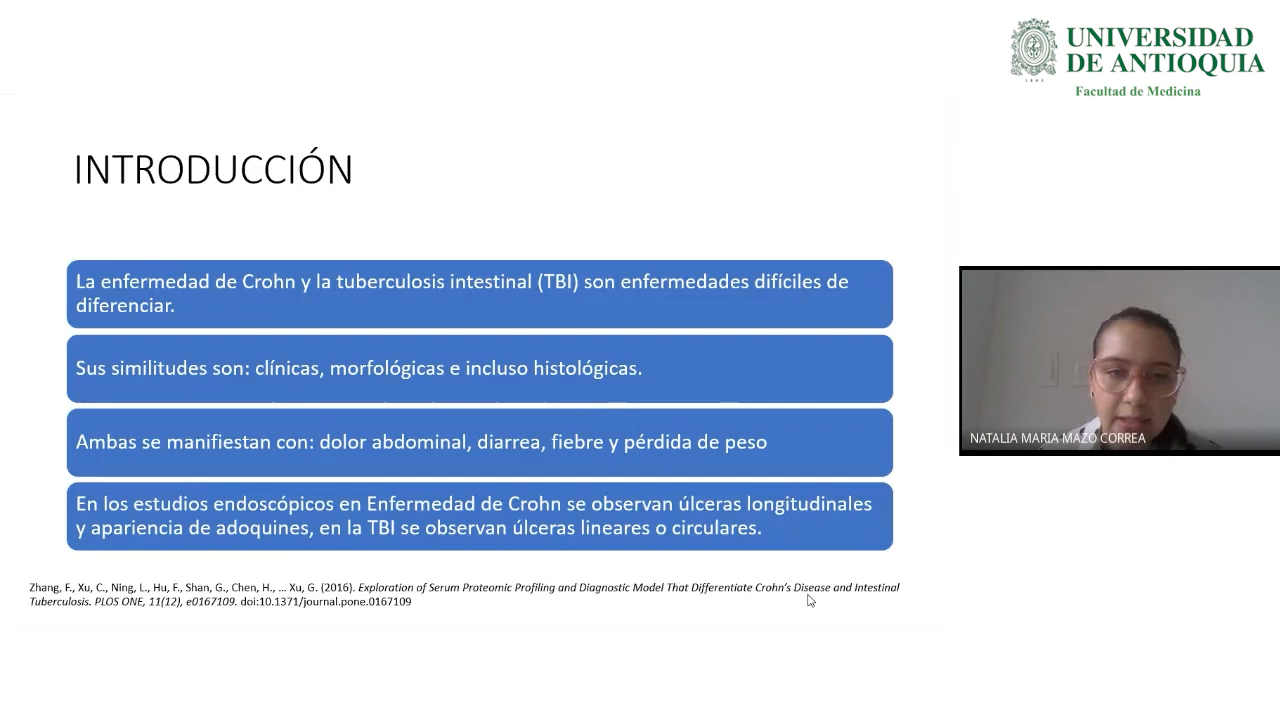 UNIVERSIDAD
DE ANTIOQUIA
1803
Facultad de Medicina
INTRODUCCIÓN
La enfermedad de Crohn y la tuberculosis intestinal (TBI) son enfermedades difíciles de
diferenciar.
Sus similitudes son: clínicas, morfológicas e incluso histológicas.
Ambas se manifiestan con: dolor abdominal, diarrea, fiebre y pérdida de peso
En los estudios endoscópicos en Enfermedad de Crohn se observan úlceras longitudinales
y apariencia de adoquines, en la TBI se observan úlceras lineares o circulares.
Zhang, F., Xu, C., Ning, L., Hu, F., Shan, G., Chen, H., … Xu, G. (2016). Exploration of Serum Proteomic Profiling and Diagnostic Model That Differentiate Crohn’s Disease and Intestinal
Tuberculosis. PLOS ONE, 11(12), e0167109. doi:10.1371/journal.pone.0167109
NATALIA MARIA MAZO CORREA